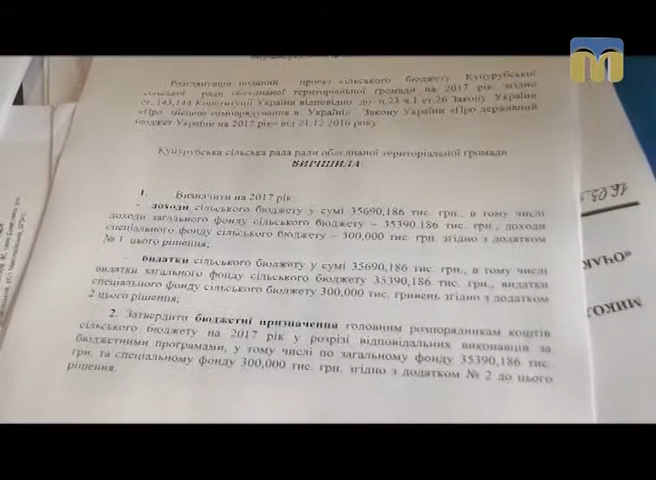 Розглянувши поданий проект сільського бюджету Куцурубської
сільської ради об'єднаної територіальної громади на 2017 рік, згідно
ст.143,144 Конституції України відповідно до п.23 ч.1 ст.26 Закону України
«Про місцеве самоврядування в Україні», Закону України «Про державний
бюджет України на 2017 рік» від 21.12.2016 року
Куцурубська сільська рада ради об'єднаної територіальної громади
ВИРІШИЛА:
1. Визначити на 2017 рік:
- доходи сільського бюджету у сумі 35690,186 тис. грн., в тому числі
доходи загального фонду сільського бюджету – 35390.186 тис. грн., доходи
спеціального фонду сільського бюджету – 300,000 тис. грн. згідно з додатком
№ 1 цього рішення;
- видатки сільського бюджету у сумі 35690,186 тис. грн., в тому числі
видатки загального фонду сільського бюджету 35390,186 тис. грн., видатки
спеціального фонду сільського бюджету 300,000 тис. гривень згідно з додатком
2 цього рішення;
2. Затвердити бюджетні призначення головним розпорядникам коштів
сільського бюджету на 2017 рік у розрізі відповідальних виконавців за
бюджетними програмами, у тому числі по загальному фонду 35390,186 тис.
грн. та спеціальному фонду 300,000 тис. грн. згідно з додатком № 2 до цього
рішення.
«ОЧАК
МИКОЛ